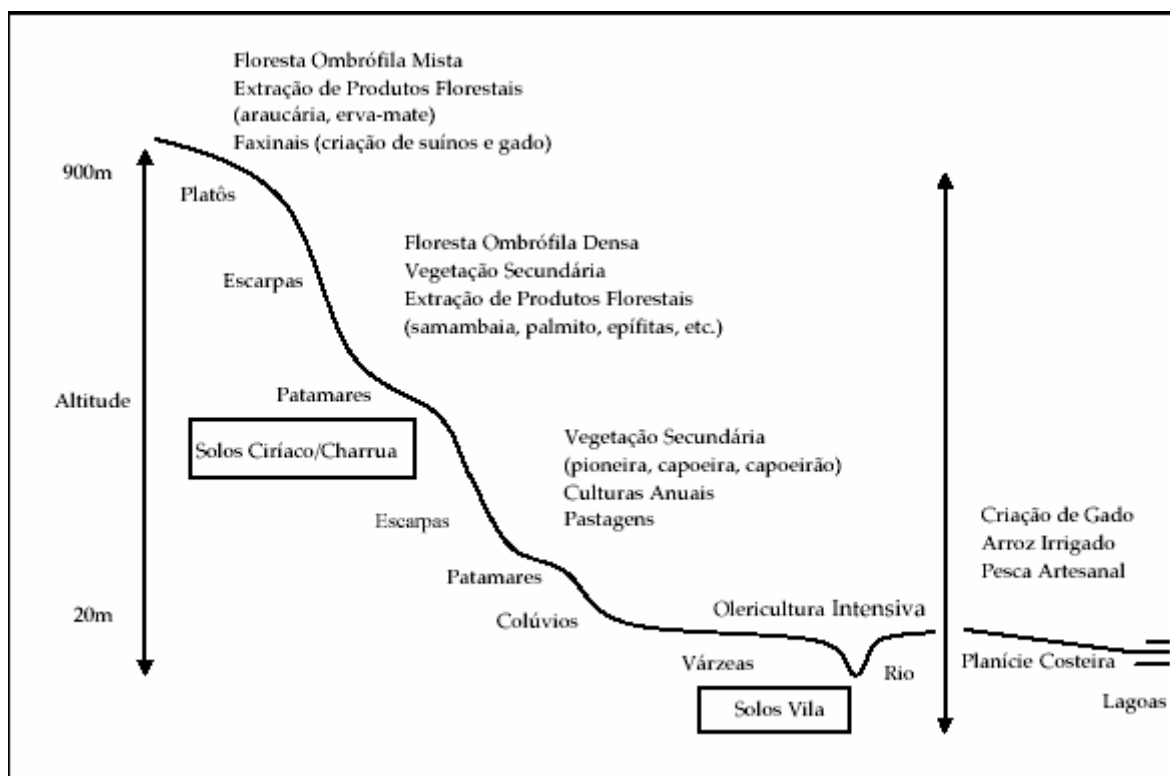 Floresta Ombrófila Mista
Extração de Produtos Florestais
(araucária, erva-mate)
Faxinais (criação de suínos e gado)
900m
Platôs
Floresta Ombrófila Densa
Vegetação Secundária
Escarpas
Extração de Produtos Florestais
(samambaia, palmito, epífitas, etc.)
Patamares
Altitude
Solos Ciríaco/Charrua
Vegetação Secundária
(pioneira, capoeira, capoeirão)
Culturas Anuais
Pastagens
Escarpas
Criação de Gado
Arroz Irrigado
Pesca Artesanal
Patamares
20m
Colúvios
Olericultura Intensiva
Várzeas
Rio
Planície Costeira
Solos Vila
Lagoas